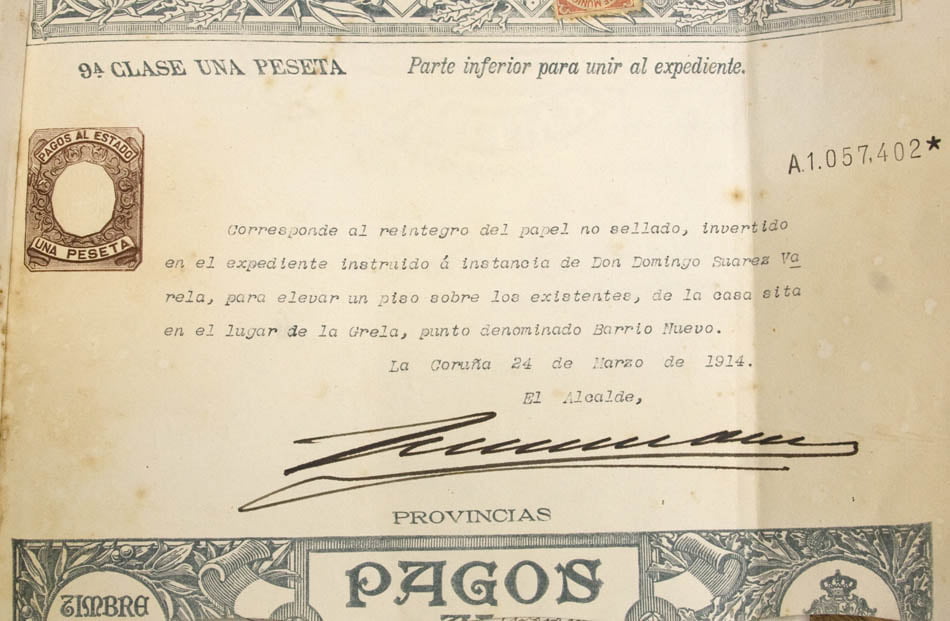 9ª CLASE UNA PESETA Parte inferior para unir al expediente.
PAGOS AL ESTADO
UNA PESETA
A.1.057,402*
Corresponde al reintegro del papel no sellado, invertido
en el expediente instruido á instancia de Don Domingo Suarez Va
rela, para elevar un piso sobre los existentes, de la casa sita
en el lugar de la Grela, punto denominado Barrio Nuevo.
La Coruña 24 de Marzo de 1914.
El Alcalde,
PROVINCIAS
TIMBRE
PAGOS